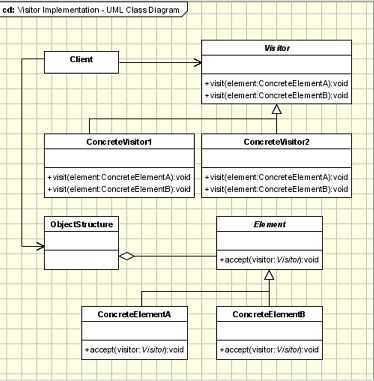 cd: Visitor Implementation - UML Class Diagram
Client
Visitor
+visit(element:ConcreteElementA):void
+visit(element:ConcreteElementB):void
ConcreteVisitor1
+visit(element:ConcreteElementA):void
+visit(element:ConcreteElementB):void
ConcreteVisitor2
+visit(element:ConcreteElementA):void
+visit(element:ConcreteElementB):void
ObjectStructure
Element
+accept(visitor:Visitor):void
ConcreteElementA
+accept(visitor:Visitor):void
ConcreteElementB
+accept(visitor:Visitor):void